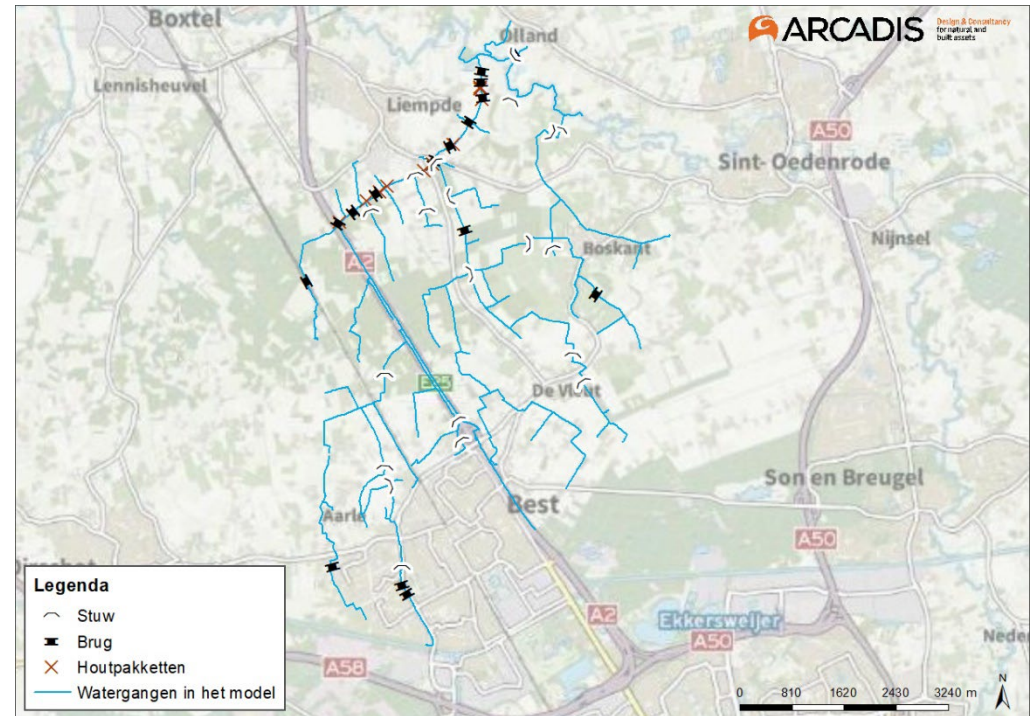 Boxtel
Olland
ARCADIS
Design & Consultancy
for natural and
built assets
Lennisheuvel
Liempde
A50
Sint- Oedenrode
Nijnsel
Boskant
A2
E25
De Vleut
Son en Breugel
Best
Aarle
A50
A2
Ekkersweijer
A50
A58
Legenda
Stuw
Brug
Houtpakketten
Watergangen in het model
0 810 1620 2430 3240 m
N